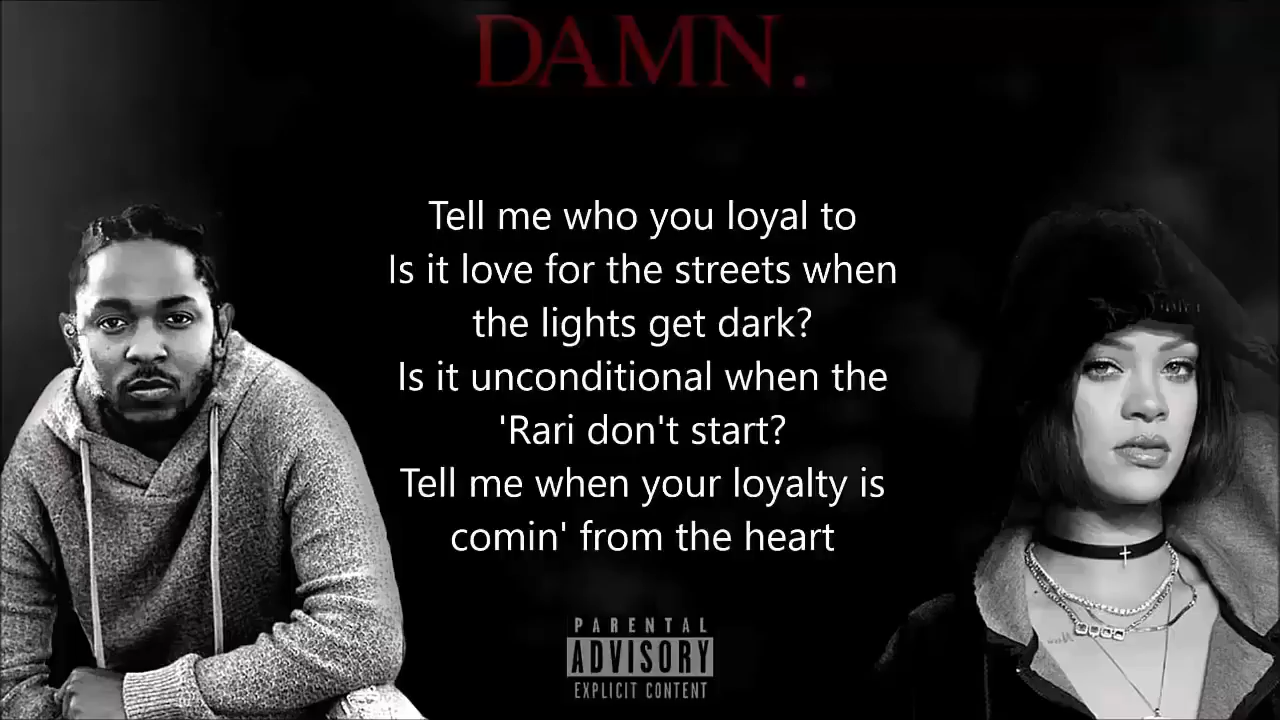 DAMN.
Tell me who you loyal to
Is it love for the streets when
the lights get dark?
Is it unconditional when the
'Rari don't start?
Tell me when your loyalty is
comin' from the heart
PARENTAL
ADVISORY
EXPLICIT CONTENT